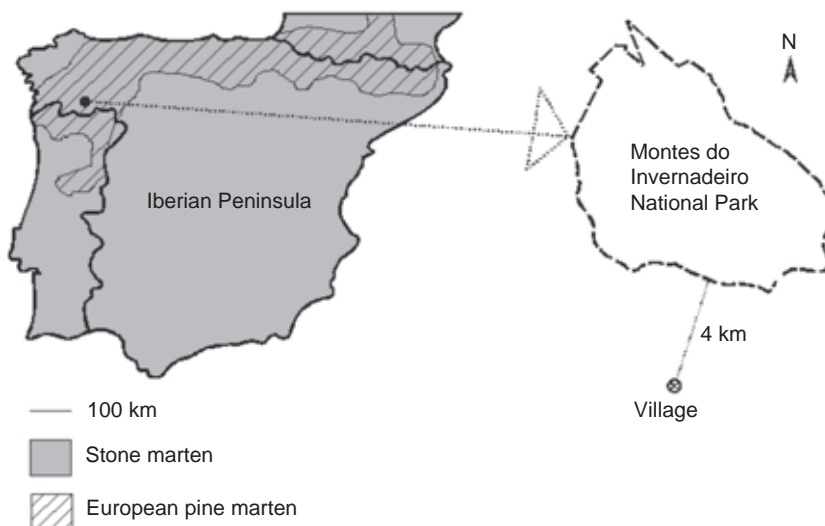 N
Montes do
Invernadeiro
National Park
Iberian Peninsula
4 km
Village
100 km
Stone marten
European pine marten